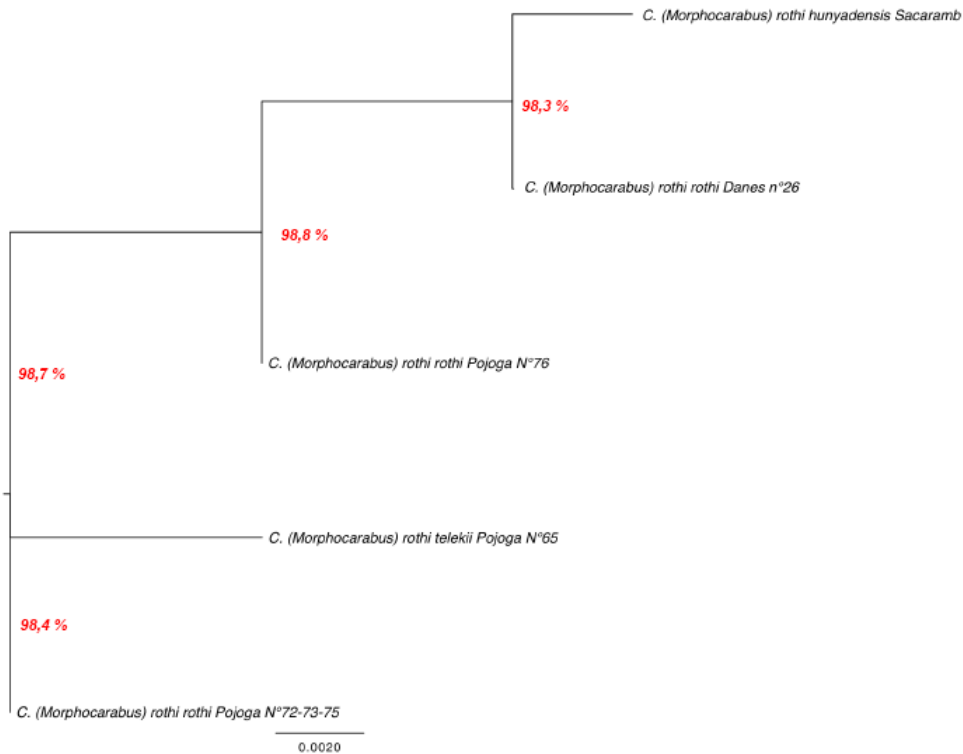 C. (Morphocarabus) rothi hunyadensis Sacaramb
98,3 %
C. (Morphocarabus) rothi rothi Danes n°26
98,8 %
C. (Morphocarabus) rothi rothi Pojoga N°76
98,7 %
C. (Morphocarabus) rothi telekii Pojoga N°65
98,4 %
C. (Morphocarabus) rothi rothi Pojoga N°72-73-75
0.0020